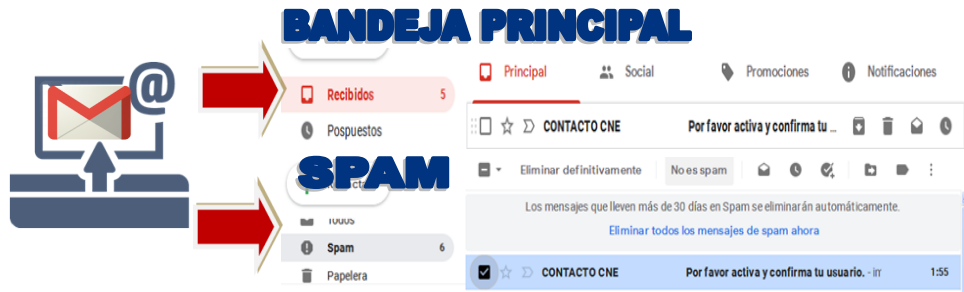 BANDEJA PRINCIPAL
@
Recibidos 5
Pospuestos
Principal Social Promociones Notificaciones
CONTACTO CNE Por favor activa y confirma tu ...
SPAM
Todos
Spam 6
Papelera
Eliminar definitivamente No es spam
Los mensajes que lleven más de 30 días en Spam se eliminarán automáticamente.
Eliminar todos los mensajes de spam ahora
CONTACTO CNE Por favor activa y confirma tu usuario. - 1:55